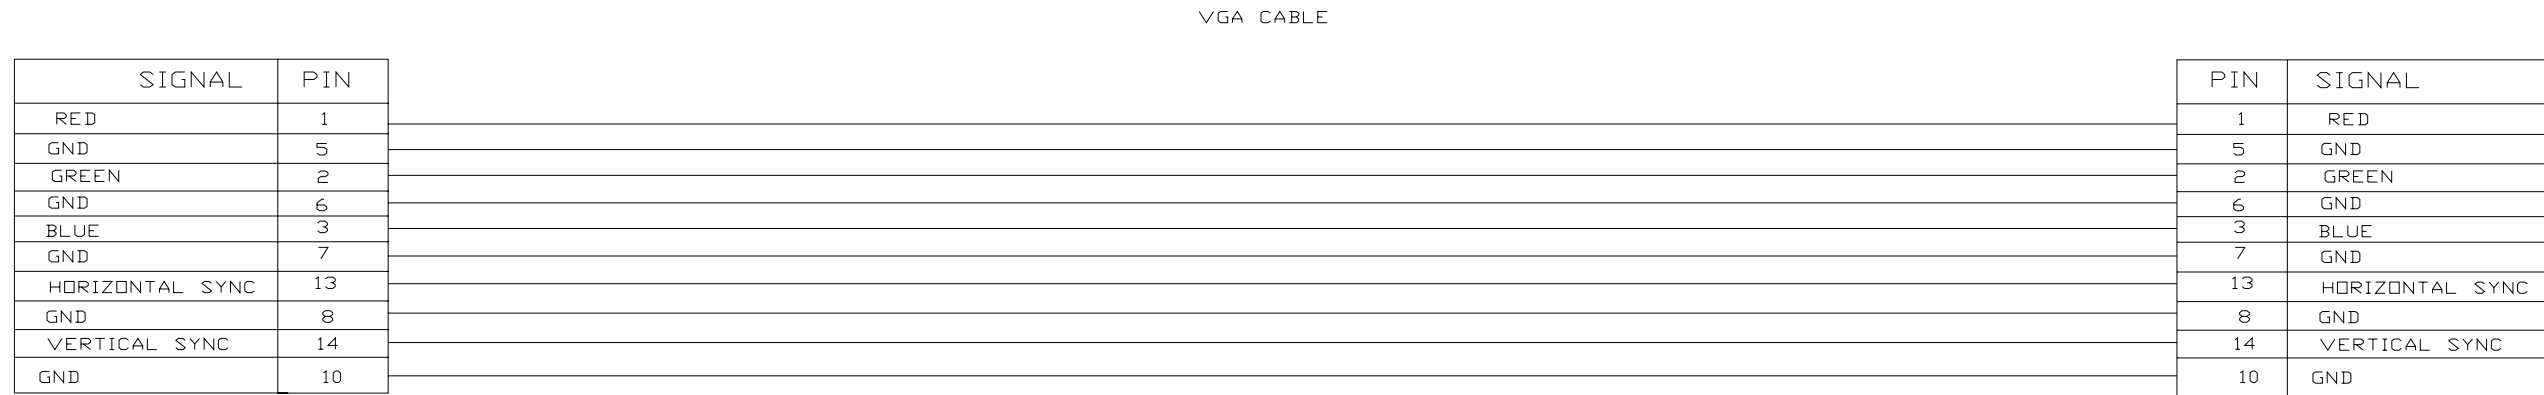 VGA CABLE
SIGNAL PIN PIN SIGNAL
RED 1 1 RED
GND 5 5 GND
GREEN 2 2 GREEN
GND 6 6 GND
BLUE 3 3 BLUE
GND 7 7 GND
HORIZONTAL SYNC 13 13 HORIZONTAL SYNC
GND 8 8 GND
VERTICAL SYNC 14 14 VERTICAL SYNC
GND 10 10 GND